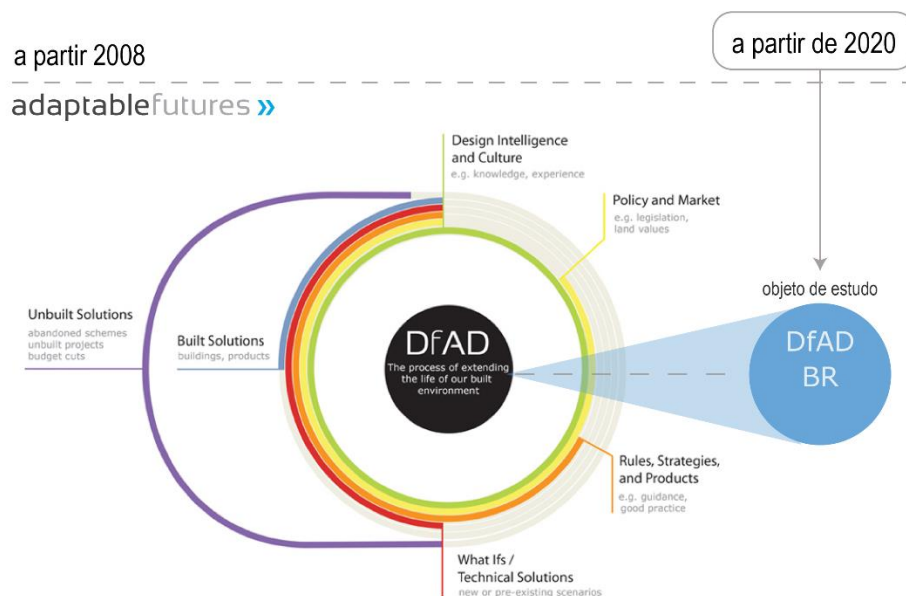 a partir 2008
a partir de 2020
adaptablefutures »
Design Intelligence
and Culture
e.g. knowledge, experience
Policy and Market
e.g. legislation,
land values
objeto de estudo
Unbuilt Solutions
abandoned schemes
unbuilt projects
budget cuts
Built Solutions
buildings, products
DfAD
The process of extending
the life of our built
environment
DfAD
BR
Rules, Strategies,
and Products
e.g. guidance,
good practice
What Ifs /
Technical Solutions
new or pre-existing scenarios